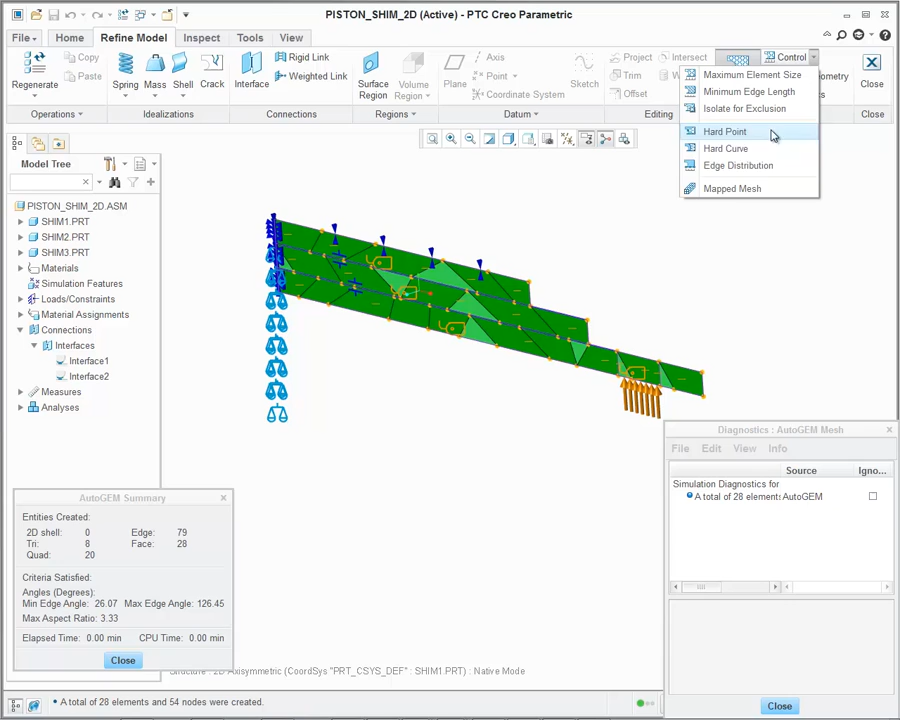 PISTON_SHIM_2D (Active) - PTC Creo Parametric
File Home Refine Model Inspect Tools View
Regenerate
Copy
Paste
Operations
Spring Mass Shell Crack
Idealizations
Interface
Rigid Link
Weighted Link
Connections
Surface Region
Volume Region
Regions
Plane
Axis
Point
Coordinate System
Sketch
Datum
Project Intersect
Trim
Offset
Editing
Control
Close
Close
Maximum Element Size
Minimum Edge Length
Isolate for Exclusion
Hard Point
Hard Curve
Edge Distribution
Mapped Mesh
Model Tree
PISTON_SHIM_2D.ASM
SHIM1.PRT
SHIM2.PRT
SHIM3.PRT
Materials
Simulation Features
Loads/Constraints
Material Assignments
Connections
Interfaces
Interface1
Interface2
Measures
Analyses
AutoGEM Summary
Entities Created:
2D shell: 0 Edge: 79
Tri: 8 Face: 28
Quad: 20
Criteria Satisfied:
Angles (Degrees):
Min Edge Angle: 26.07 Max Edge Angle: 126.45
Max Aspect Ratio: 3.33
Elapsed Time: 0.00 min CPU Time: 0.00 min
Close
Diagnostics : AutoGEM Mesh
File Edit View Info
Source Igno...
Simulation Diagnostics for
A total of 28 element: AutoGEM
Close
Structure : 2D Axisymmetric (CoordSys "PRT_CSYS_DEF" : SHIM1.PRT) : Native Mode
• A total of 28 elements and 54 nodes were created.